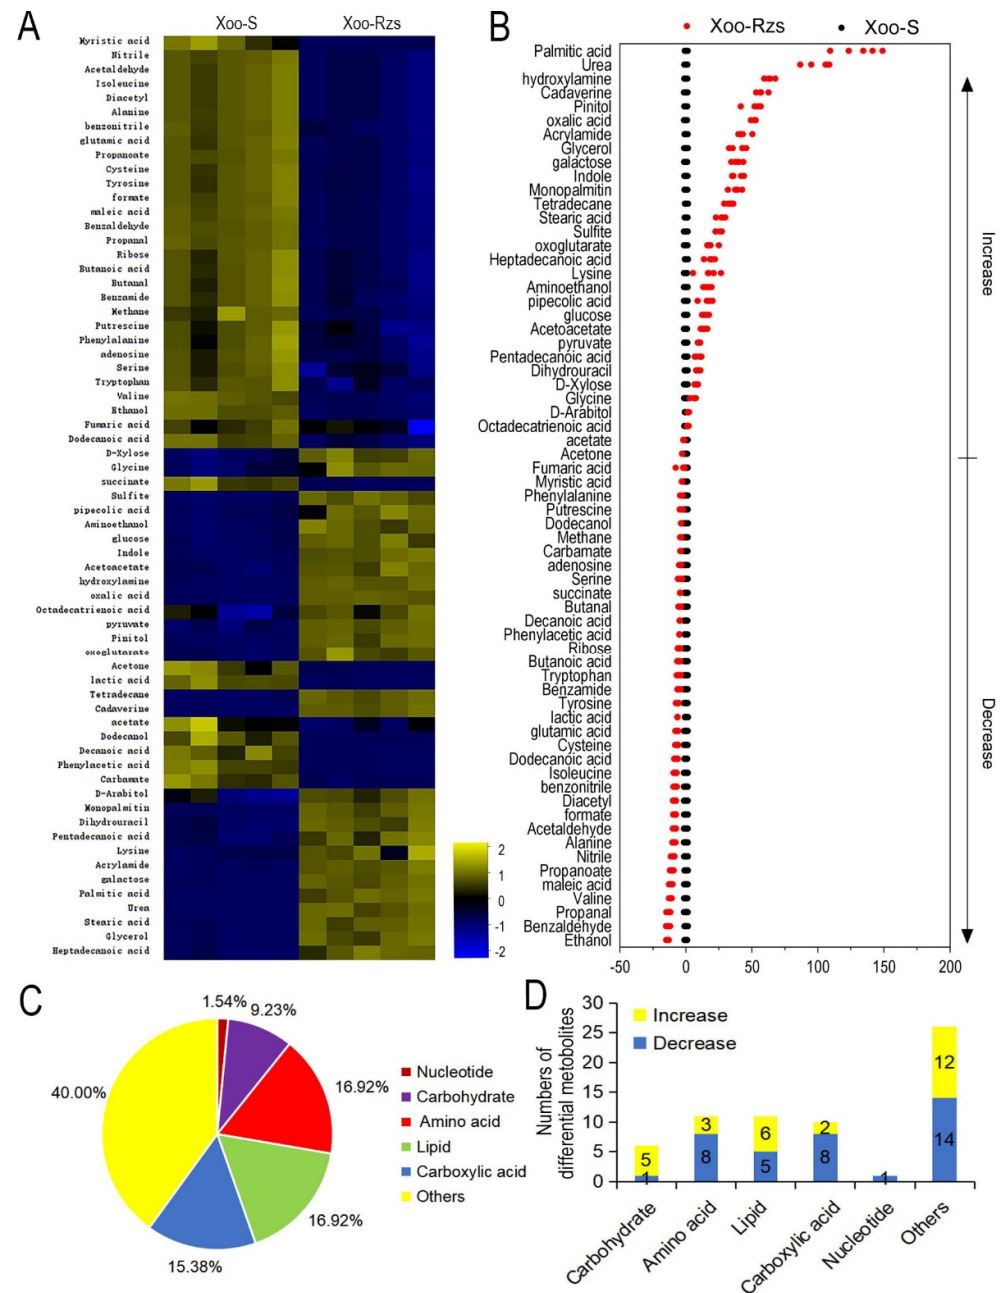 A
Xoo-S
Xoo-Rzs
Myristic acid
Nitrile
Acetaldehyde
Isoleucine
Diacetyl
Alanine
benzonitrile
glutamic acid
Propanoate
Cysteine
Tyrosine
formate
maleic acid
Benzaldehyde
Propanal
Ribose
Butanoic acid
Butanal
Benzamide
Methane
Putrescine
Phenylalanine
adenosine
Serine
Tryptophan
Valine
Ethanol
Fumaric acid
Dodecanoic acid
D-Xylose
Glycine
succinate
Sulfite
pipecolic acid
Aminoethanol
glucose
Indole
Acetoacetate
hydroxylamine
oxalic acid
Octadecatrienoic acid
pyruvate
Pinitol
oxoglutarate
Acetone
lactic acid
Tetradecane
Cadaverine
acetate
Dodecanol
Decanoic acid
Phenylacetic acid
Carbamate
D-Arabitol
Monopalmitin
Dihydrouracil
Pentadecanoic acid
Lysine
Acrylamide
galactose
Palmitic acid
Urea
Stearic acid
Glycerol
Heptadecanoic acid
2
1
0
-1
-2
B
Xoo-Rzs
Xoo-S
Palmitic acid
Urea
hydroxylamine
Cadaverine
Pinitol
oxalic acid
Acrylamide
Glycerol
galactose
Indole
Monopalmitin
Tetradecane
Stearic acid
Sulfite
oxoglutarate
Heptadecanoic acid
Lysine
Aminoethanol
pipecolic acid
glucose
Acetoacetate
pyruvate
Pentadecanoic acid
Dihydrouracil
D-Xylose
Glycine
D-Arabitol
Octadecatrienoic acid
acetate
Acetone
Fumaric acid
Myristic acid
Phenylalanine
Putrescine
Dodecanol
Methane
Carbamate
adenosine
Serine
succinate
Butanal
Decanoic acid
Phenylacetic acid
Ribose
Butanoic acid
Tryptophan
Benzamide
Tyrosine
lactic acid
glutamic acid
Cysteine
Dodecanoic acid
Isoleucine
benzonitrile
Diacetyl
formate
Acetaldehyde
Alanine
Nitrile
Propanoate
maleic acid
Valine
Propanal
Benzaldehyde
Ethanol
-50
0
50
100
150
200
Increase
Decrease
C
1.54%
9.23%
16.92%
16.92%
15.38%
40.00%
Nucleotide
Carbohydrate
Amino acid
Lipid
Carboxylic acid
Others
D
Numbers of
differential metobolites
30
25
20
15
10
5
0
Increase
Decrease
5
1
3
8
6
5
2
8
1
12
14
Carbohydrate
Amino acid
Lipid
Carboxylic acid
Nucleotide
Others